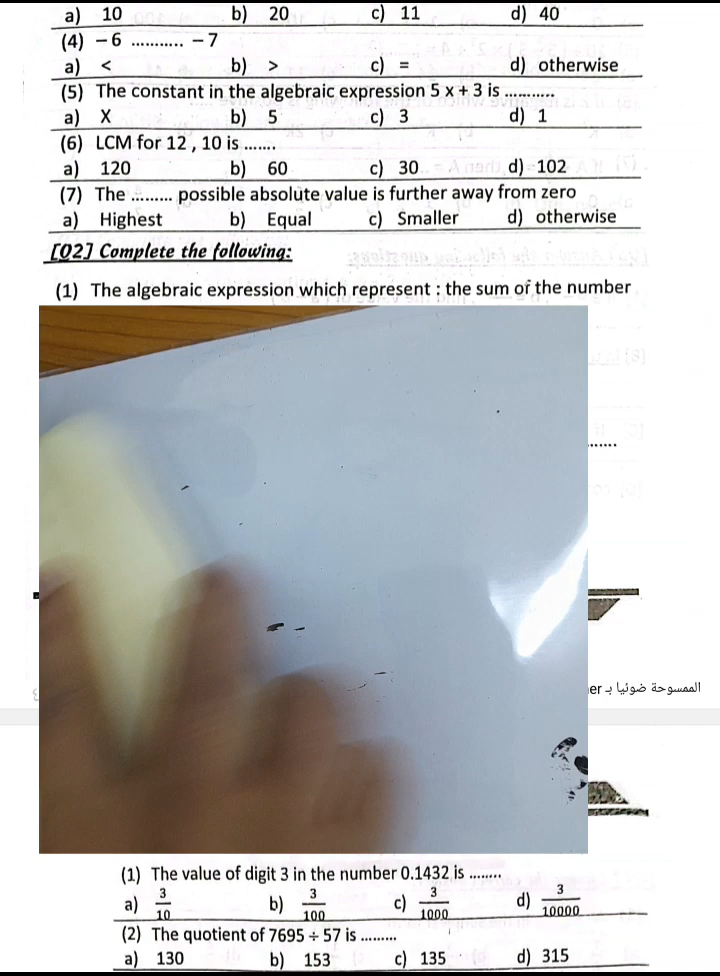 a) 10 b) 20 c) 11 d) 40
(4) – 6 ........... – 7
a) < b) > c) = d) otherwise
(5) The constant in the algebraic expression 5 x + 3 is ...........
a) X b) 5 c) 3 d) 1
(6) LCM for 12 , 10 is .......
a) 120 b) 60 c) 30 d) 102
(7) The ......... possible absolute value is further away from zero
a) Highest b) Equal c) Smaller d) otherwise
[Q2] Complete the following:
(1) The algebraic expression which represent : the sum of the number
.......
الممسوحة ضوئيا بـ er
(1) The value of digit 3 in the number 0.1432 is ........
a) 3/10 b) 3/100 c) 3/1000 d) 3/10000
(2) The quotient of 7695 ÷ 57 is .........
a) 130 b) 153 c) 135 d) 315